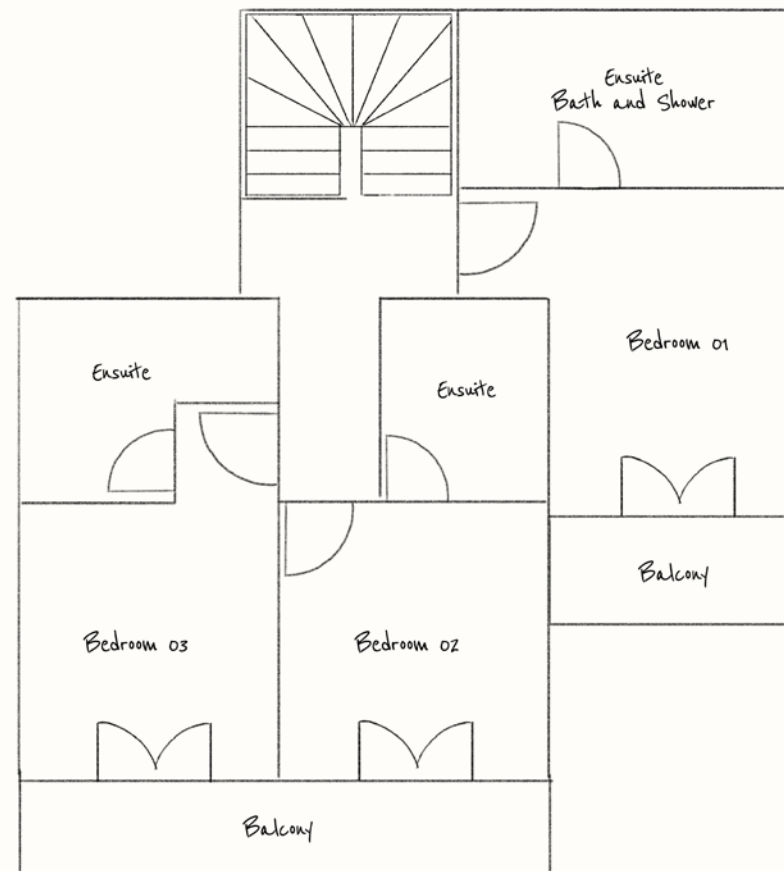 Ensuite
Bath and Shower
Bedroom 01
Ensuite
Ensuite
Balcony
Bedroom 03
Bedroom 02
Balcony